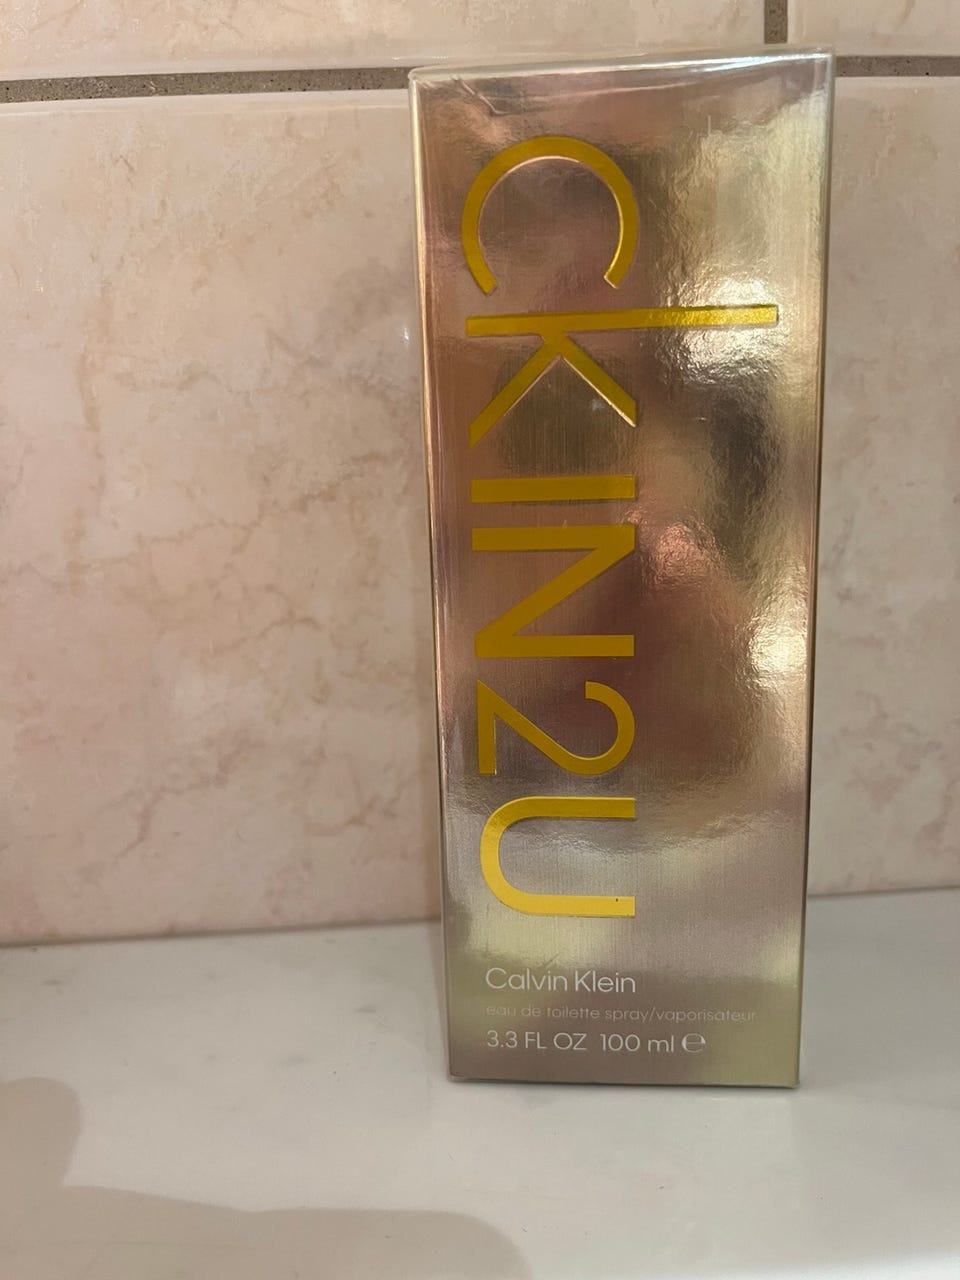 ckIN2U
Calvin Klein
eau de toilette spray/vaporisateur
3.3 FL OZ 100 ml ℮